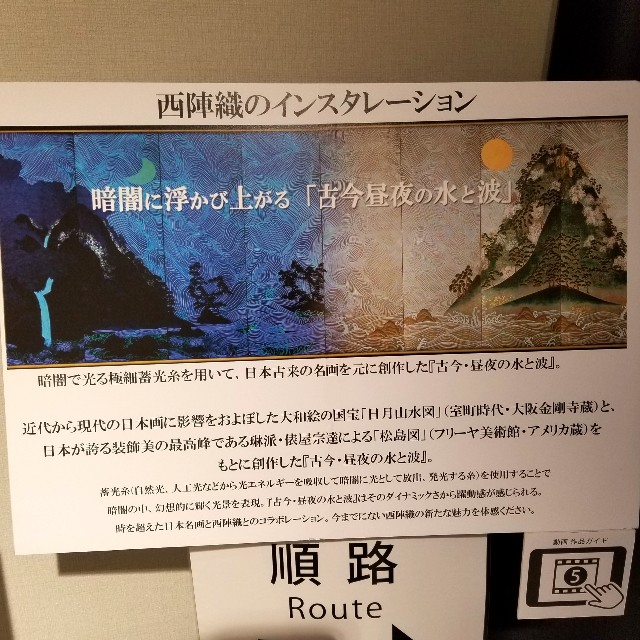 西陣織のインスタレーション
暗闇に浮かび上がる「古今昼夜の水と波」
暗闇で光る極細蓄光糸を用いて、日本古来の名画を元に創作した『古今・昼夜の水と波』。
近代から現代の日本画に影響をおよぼした大和絵の国宝「日月山水図」(室町時代・大阪金剛寺蔵)と、
日本が誇る装飾美の最高峰である琳派・俵屋宗達による「松島図」(フリーヤ美術館・アメリカ蔵)を
もとに創作した『古今・昼夜の水と波』。
蓄光糸(自然光、人工光などから光エネルギーを吸収して暗闇に光として放出、発光する糸)を使用することで
暗闇の中、幻想的に輝く光景を表現。『古今・昼夜の水と波』はそのダイナミックさから躍動感が感じられる。
時を超えた日本名画と西陣織とのコラボレーション。今までにない西陣織の新たな魅力を体感ください。
順路
Route
動画 作品ガイド
5